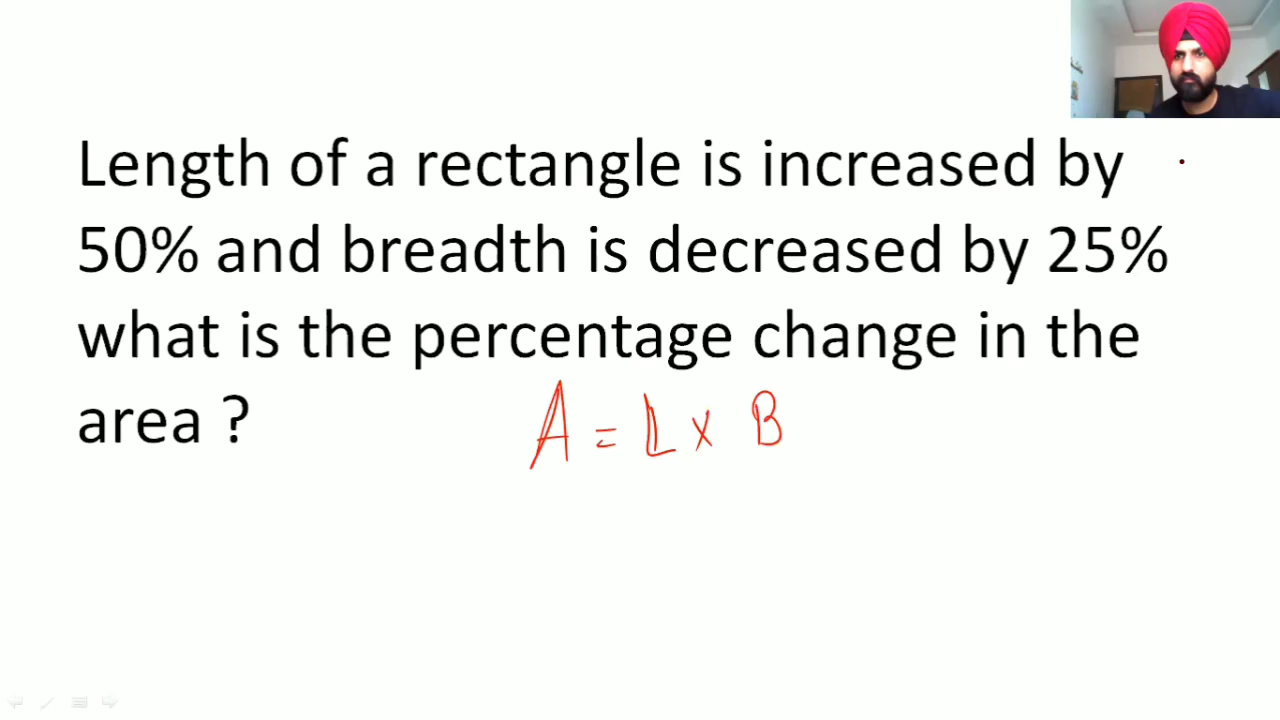 Length of a rectangle is increased by
50% and breadth is decreased by 25%
what is the percentage change in the
area ?
A = L x B